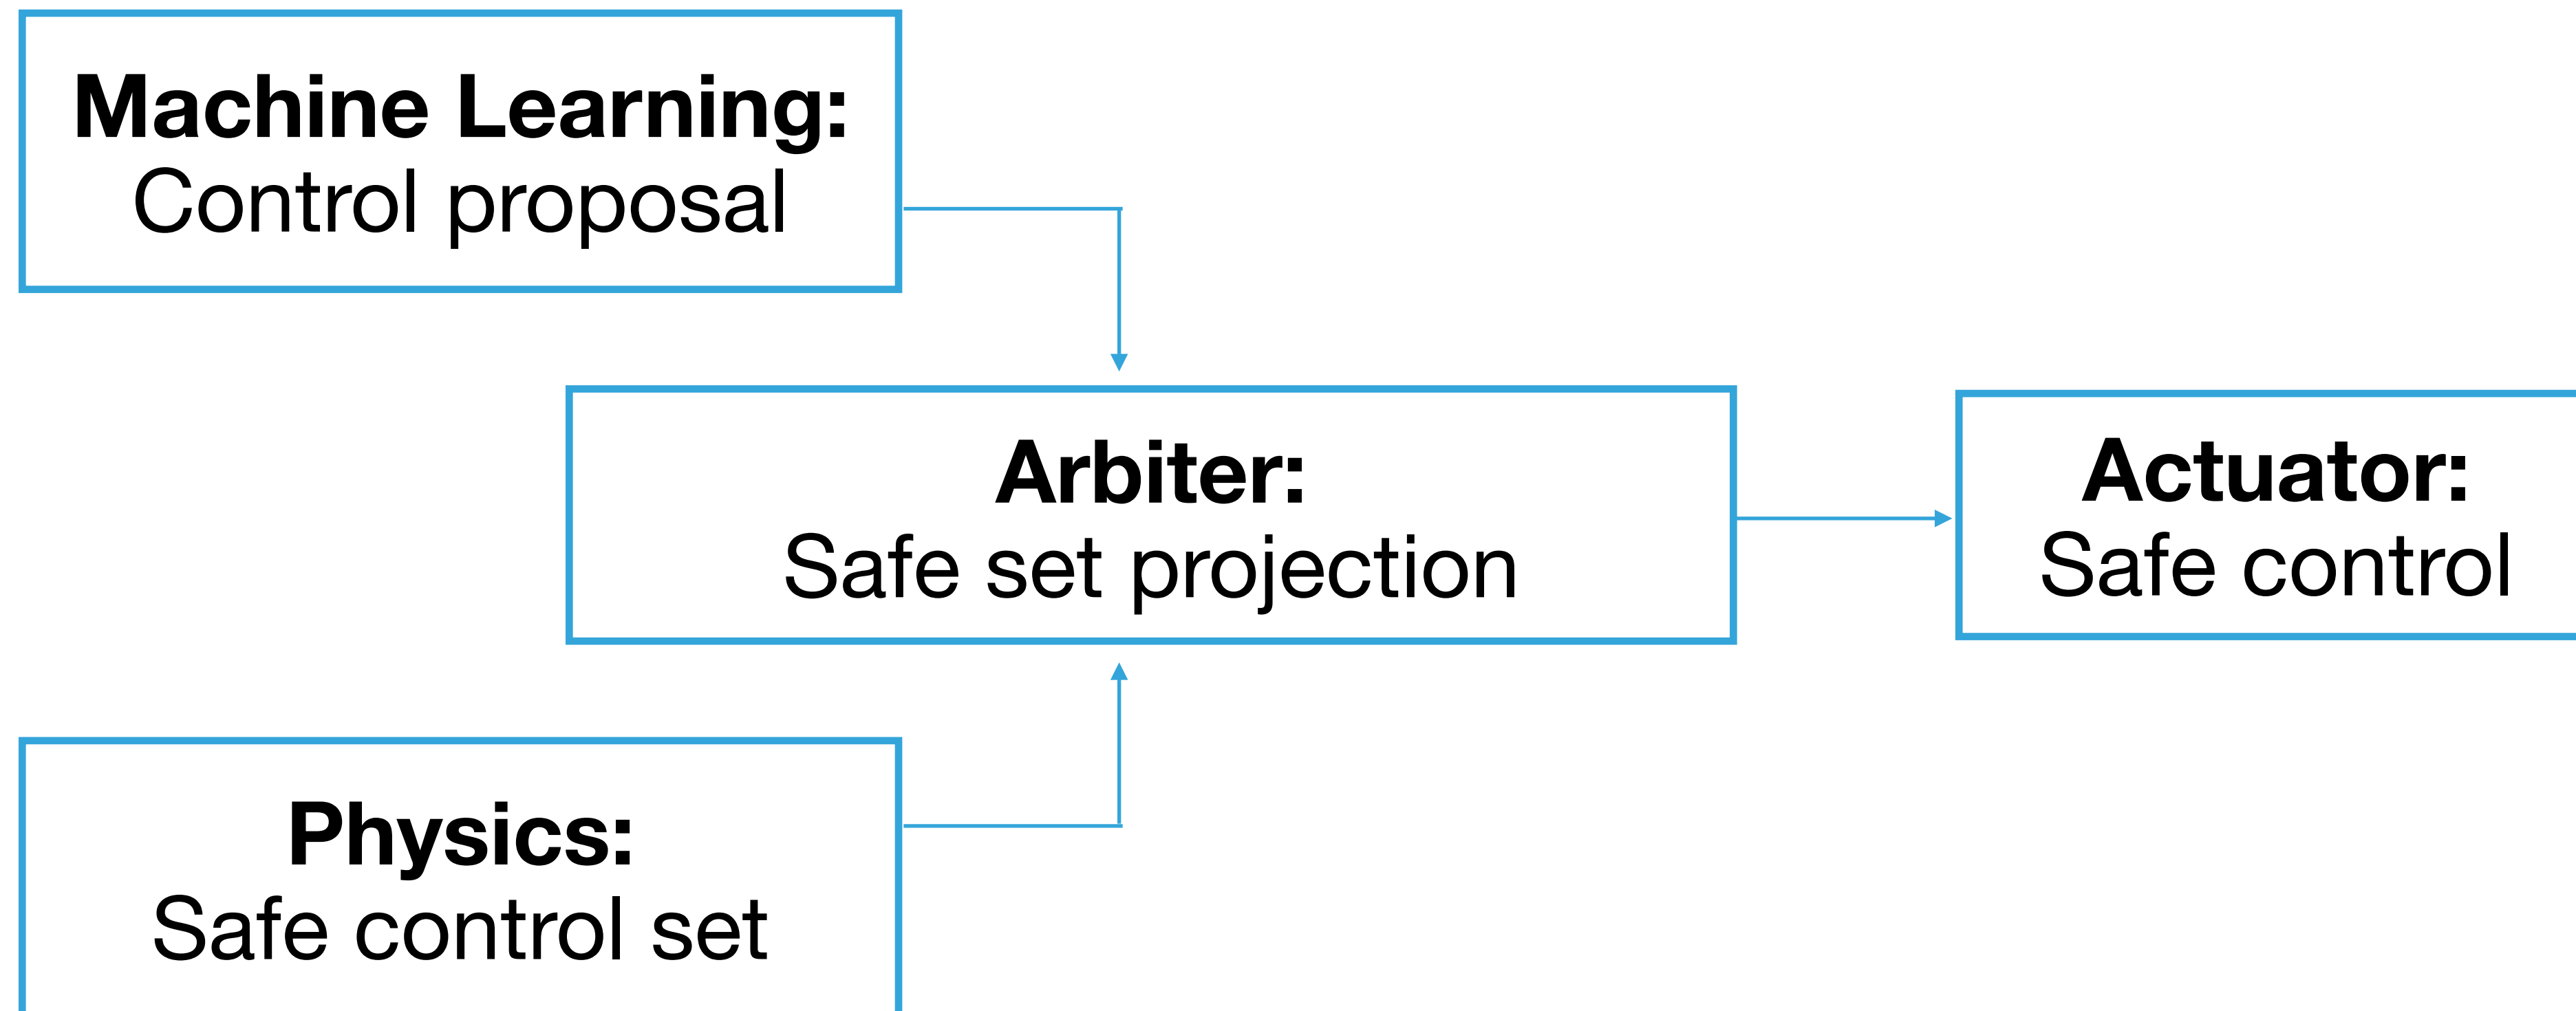 Machine Learning:
Control proposal
Arbiter:
Safe set projection
Actuator:
Safe control
Physics:
Safe control set